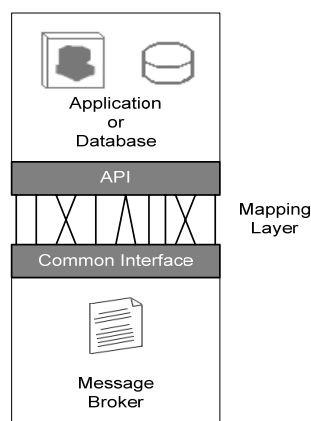 Application
or
Database
API
Mapping
Layer
Common Interface
Message
Broker